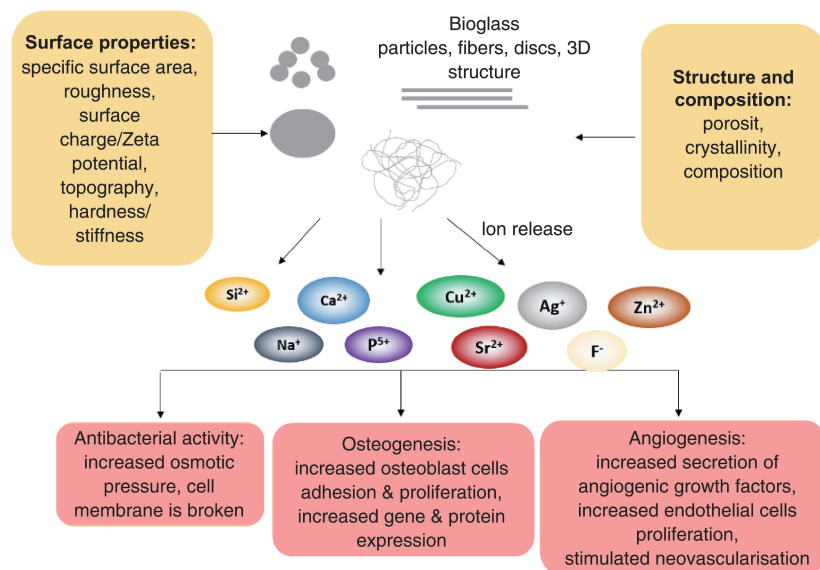 Surface properties:
specific surface area,
roughness,
surface
charge/Zeta
potential,
topography,
hardness/
stiffness
Bioglass
particles, fibers, discs, 3D
structure
Structure and
composition:
porosit,
crystallinity,
composition
Ion release
Si²⁺
Ca²⁺
Cu²⁺
Ag⁺
Zn²⁺
Na⁺
P⁵⁺
Sr²⁺
F⁻
Antibacterial activity:
increased osmotic
pressure, cell
membrane is broken
Osteogenesis:
increased osteoblast cells
adhesion & proliferation,
increased gene & protein
expression
Angiogenesis:
increased secretion of
angiogenic growth factors,
increased endothelial cells
proliferation,
stimulated neovascularisation